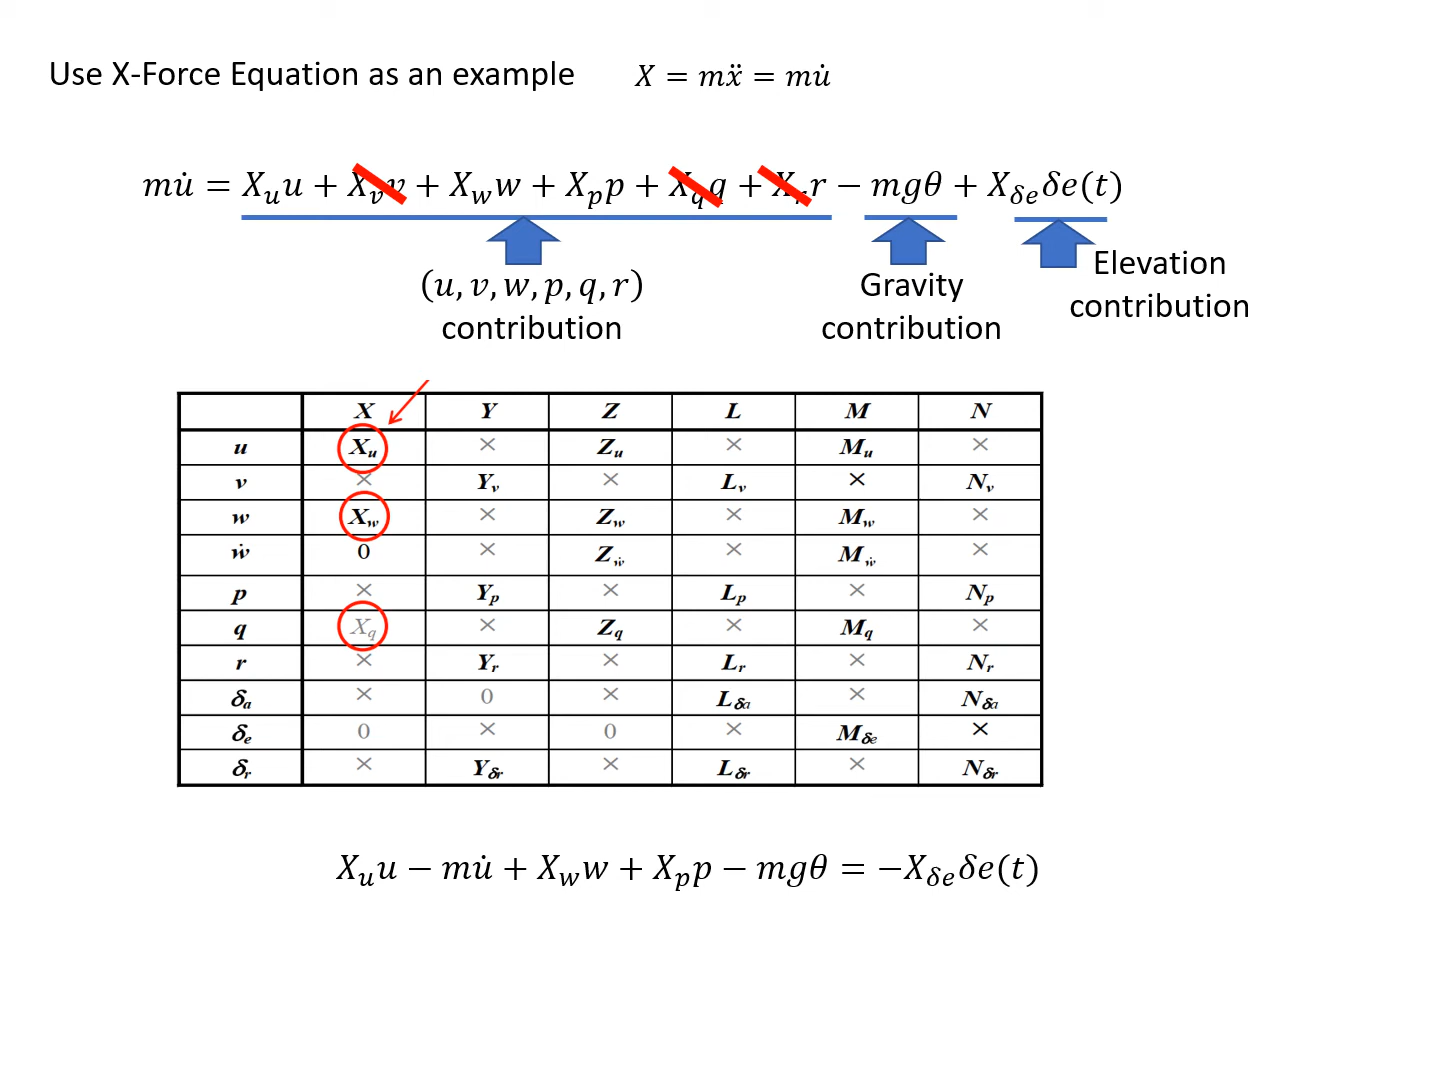 Use X-Force Equation as an example X = mẍ = mu̇
mu̇ = X_u u + X_v v + X_w w + X_p p + X_q q + X_r r − mgθ + X_δe δe(t)
(u, v, w, p, q, r)
contribution
Gravity
contribution
Elevation
contribution
X Y Z L M N
u X_u × Z_u × M_u ×
v × Y_v × L_v × N_v
w X_w × Z_w × M_w ×
ẇ 0 × Z_ẇ × M_ẇ ×
p × Y_p × L_p × N_p
q X_q × Z_q × M_q ×
r × Y_r × L_r × N_r
δ_a × 0 × L_δa × N_δa
δ_e 0 × 0 × M_δe ×
δ_r × Y_δr × L_δr × N_δr
X_u u − mu̇ + X_w w + X_p p − mgθ = −X_δe δe(t)